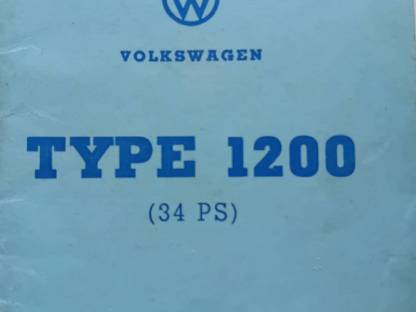 VOLKSWAGEN
TYPE 1200
(34 PS)